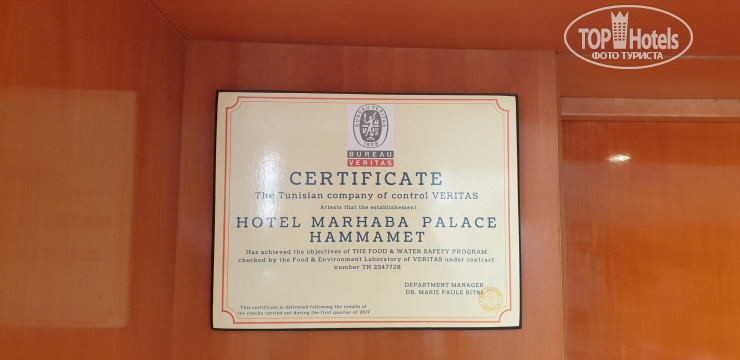 TOP Hotels
ФОТО ТУРИСТА
BUREAU VERITAS
1828
BUREAU
VERITAS
CERTIFICATE
The Tunisian company of control VERITAS
Attests that the establishement
HOTEL MARHABA PALACE
HAMMAMET
Has achieved the objectives of THE FOOD & WATER SAFETY PROGRAM
checked by the Food & Environment Laboratory of VERITAS under contract
number TN 2347728
DEPARTMENT MANAGER
DR. MARIE PAULE BITRI
This certificate is delivered following the results of
the checks carried out during the first quarter of 2017